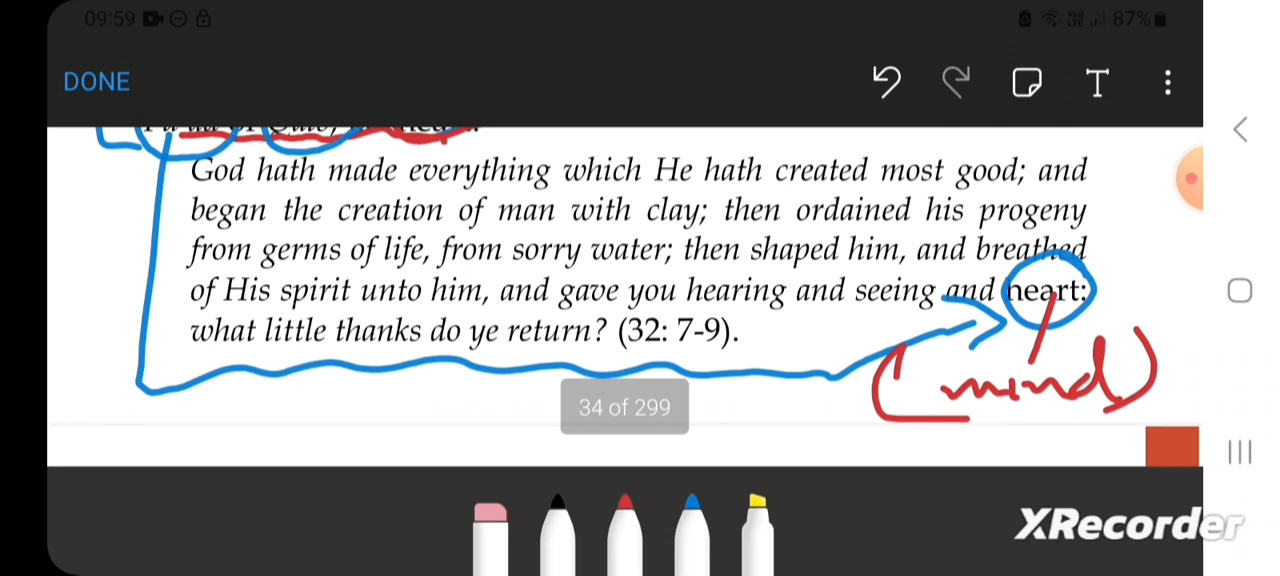 09:59
87%
DONE
T
God hath made everything which He hath created most good; and
began the creation of man with clay; then ordained his progeny
from germs of life, from sorry water; then shaped him, and breathed
of His spirit unto him, and gave you hearing and seeing and heart:
what little thanks do ye return? (32: 7-9).
(mind)
34 of 299
XRecorder